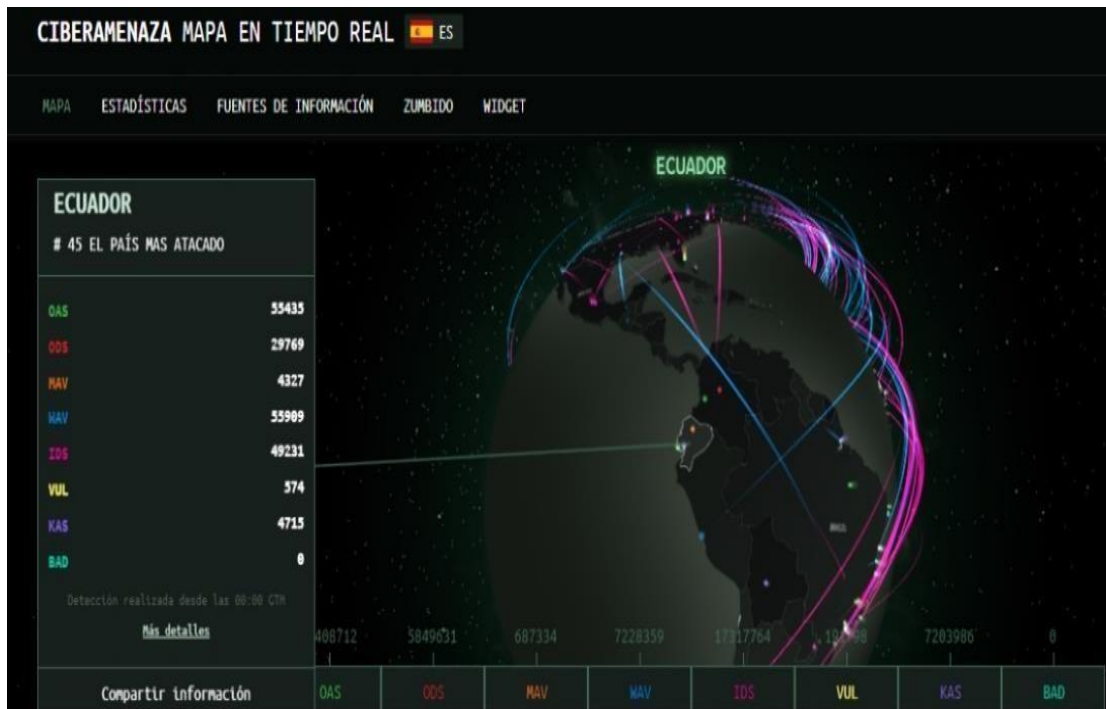 CIBERAMENAZA MAPA EN TIEMPO REAL ES
MAPA ESTADÍSTICAS FUENTES DE INFORMACIÓN ZUMBIDO WIDGET
ECUADOR
ECUADOR
# 45 EL PAÍS MAS ATACADO
OAS 55435
ODS 29769
MAV 4327
WAV 55909
IDS 49231
VUL 574
KAS 4715
BAD 0
Detección realizada desde las 00:00 GTM
Más detalles
Compartir información
5849631 687334 7228359 17317764 7203986 0
OAS ODS MAV WAV IDS VUL KAS BAD